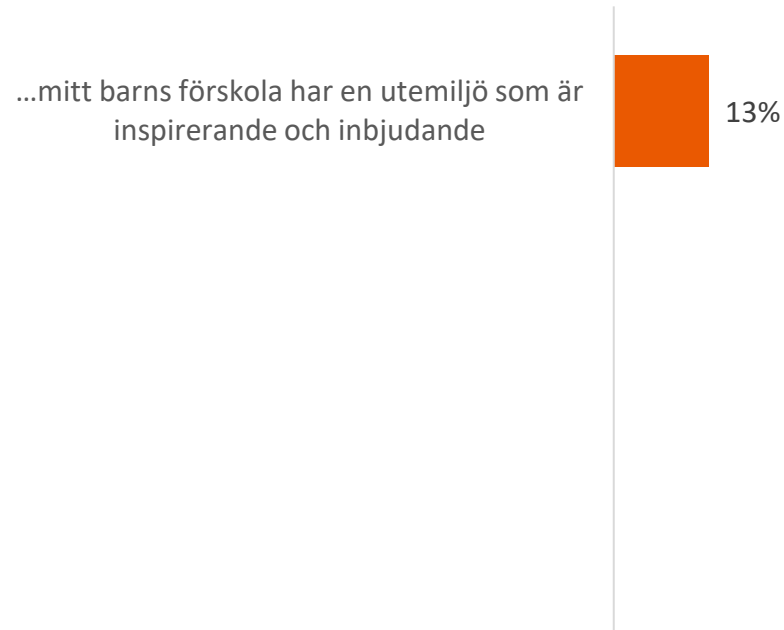 …mitt barns förskola har en utemiljö som är
inspirerande och inbjudande
13%